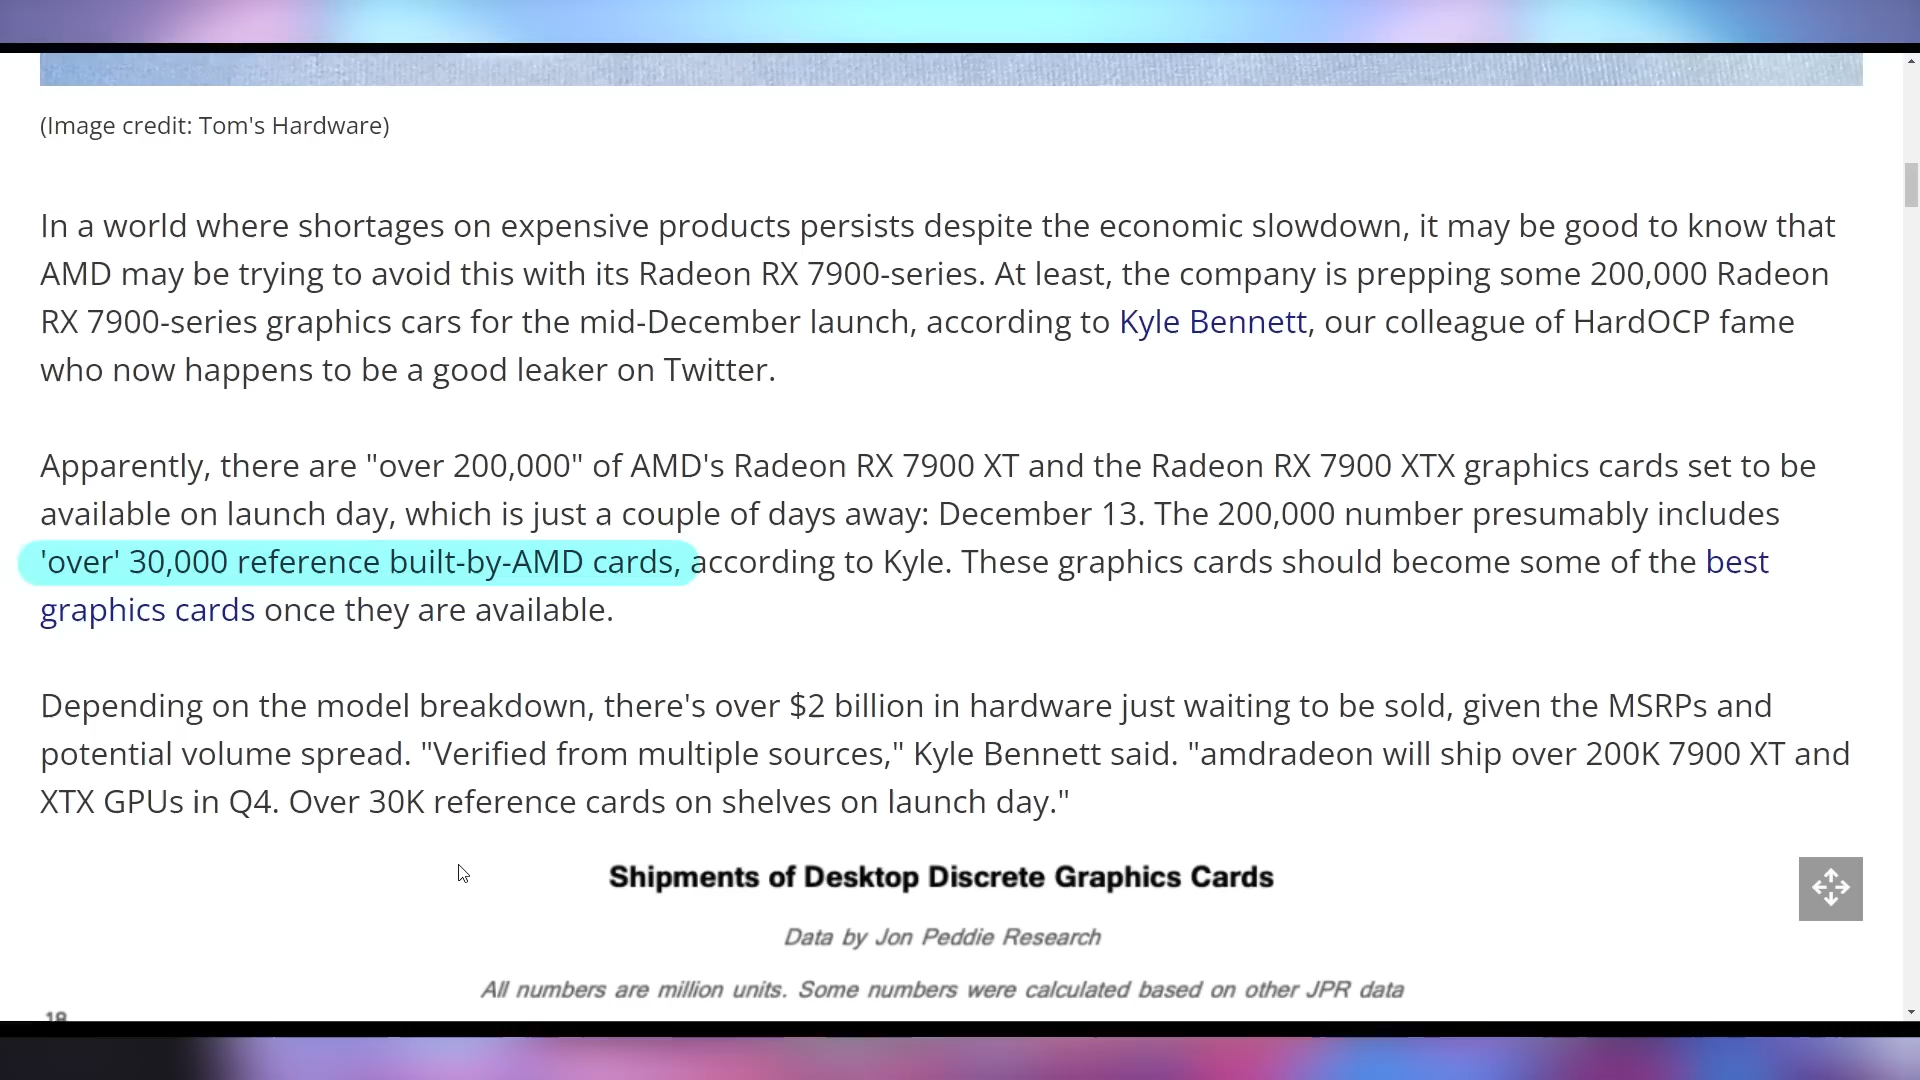 (Image credit: Tom's Hardware)
In a world where shortages on expensive products persists despite the economic slowdown, it may be good to know that
AMD may be trying to avoid this with its Radeon RX 7900-series. At least, the company is prepping some 200,000 Radeon
RX 7900-series graphics cars for the mid-December launch, according to Kyle Bennett, our colleague of HardOCP fame
who now happens to be a good leaker on Twitter.
Apparently, there are "over 200,000" of AMD's Radeon RX 7900 XT and the Radeon RX 7900 XTX graphics cards set to be
available on launch day, which is just a couple of days away: December 13. The 200,000 number presumably includes
'over' 30,000 reference built-by-AMD cards, according to Kyle. These graphics cards should become some of the best
graphics cards once they are available.
Depending on the model breakdown, there's over $2 billion in hardware just waiting to be sold, given the MSRPs and
potential volume spread. "Verified from multiple sources," Kyle Bennett said. "amdradeon will ship over 200K 7900 XT and
XTX GPUs in Q4. Over 30K reference cards on shelves on launch day."
Shipments of Desktop Discrete Graphics Cards
Data by Jon Peddie Research
All numbers are million units. Some numbers were calculated based on other JPR data
18